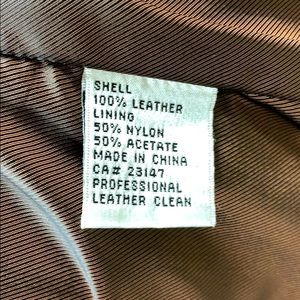 SHELL
100% LEATHER
LINING
50% NYLON
50% ACETATE
MADE IN CHINA
CA# 23147
PROFESSIONAL
LEATHER CLEAN